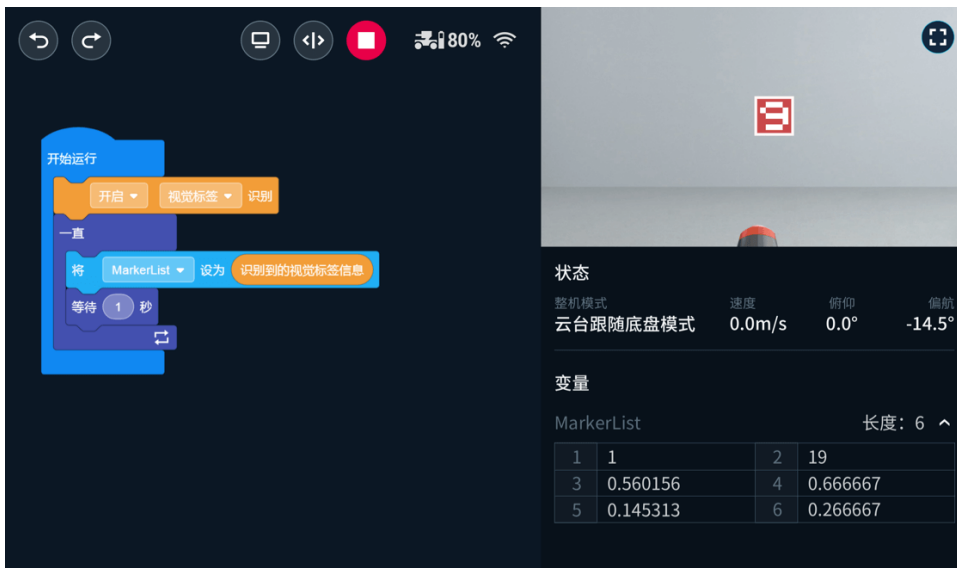 80%
开始运行
开启 视觉标签 识别
一直
将 MarkerList 设为 识别到的视觉标签信息
等待 1 秒
9
状态
整机模式 速度 俯仰 偏航
云台跟随底盘模式 0.0m/s 0.0° -14.5°
变量
MarkerList 长度：6
1 1 2 19
3 0.560156 4 0.666667
5 0.145313 6 0.266667